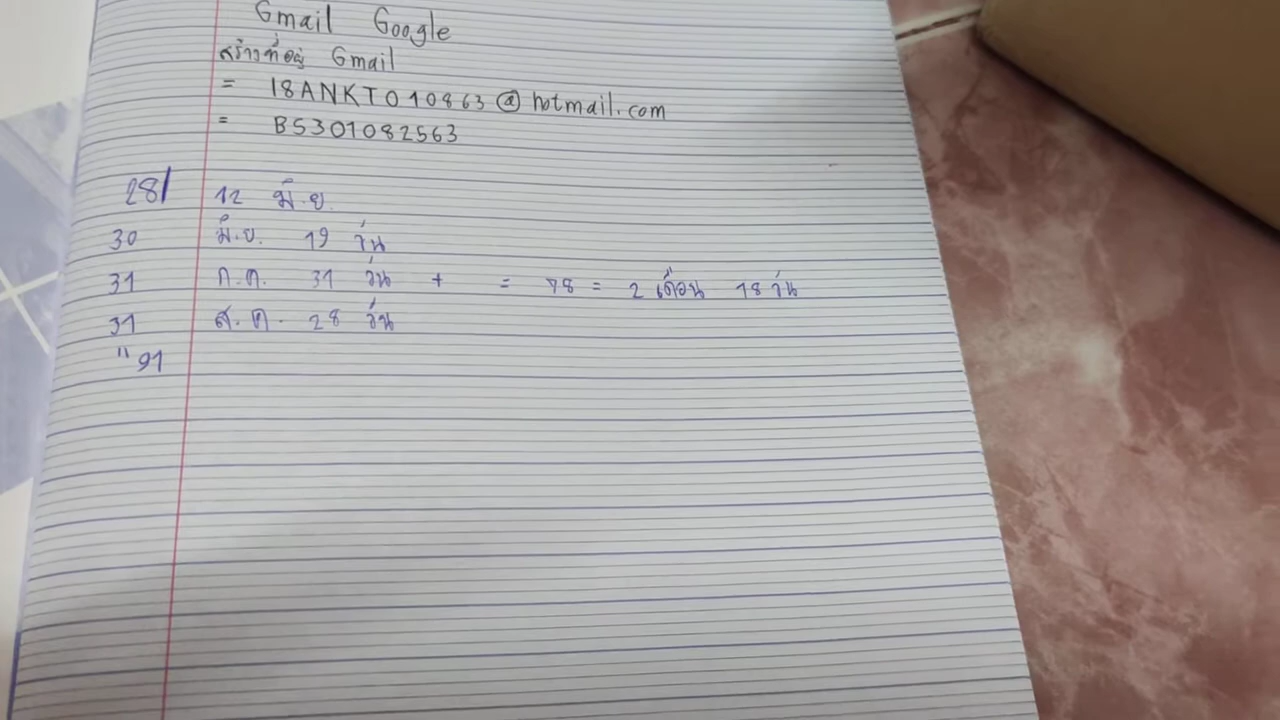 Gmail Google
สร้างที่อยู่ Gmail
= 18ANKT010863@hotmail.com
= BS301082563
28/ 12 มิ.ย.
30 มิ.ย. 19 วัน
31 ก.ค. 31 วัน + = 78 = 2 เดือน 18 วัน
31 ส.ค. 28 วัน
" 91